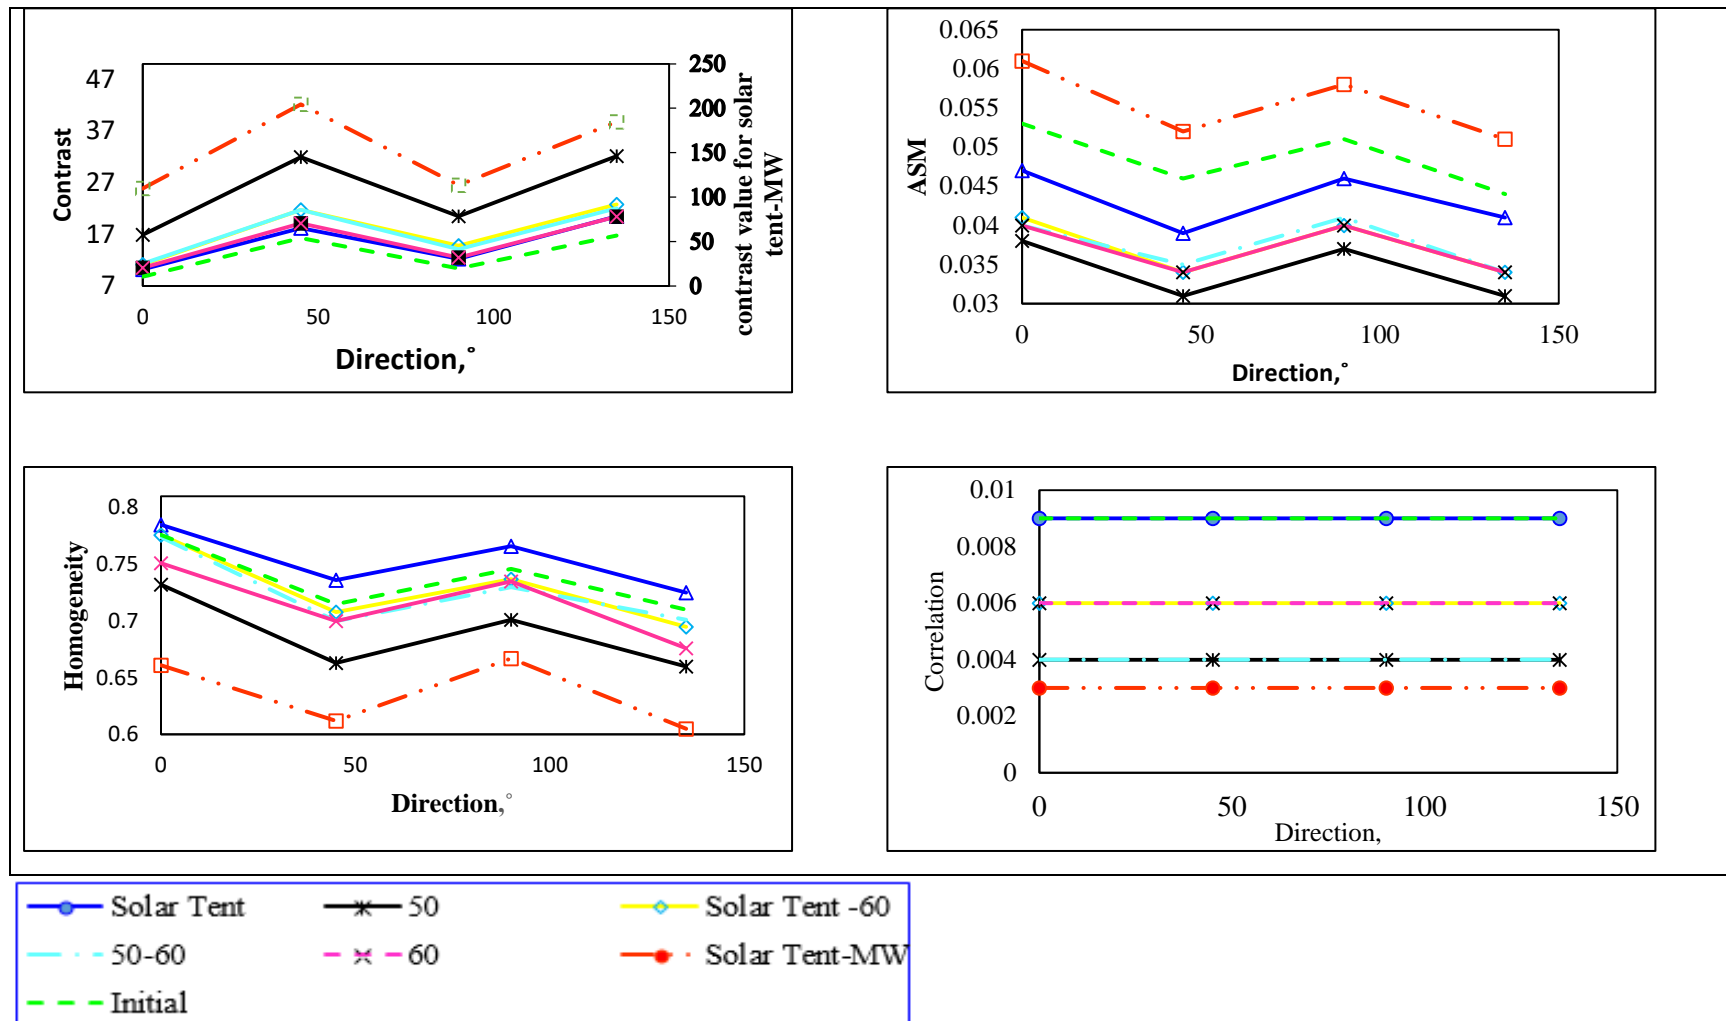 47
37
27
17
7
Contrast
250
200
150
100
50
0
contrast value for solar
tent-MW
0 50 100 150
Direction,°
0.065
0.06
0.055
0.05
0.045
0.04
0.035
0.03
ASM
0 50 100 150
Direction,°
0.8
0.75
0.7
0.65
0.6
Homogeneity
0 50 100 150
Direction,°
0.01
0.008
0.006
0.004
0.002
0
Correlation
0 50 100 150
Direction,
Solar Tent 50 Solar Tent -60
50-60 60 Solar Tent-MW
Initial